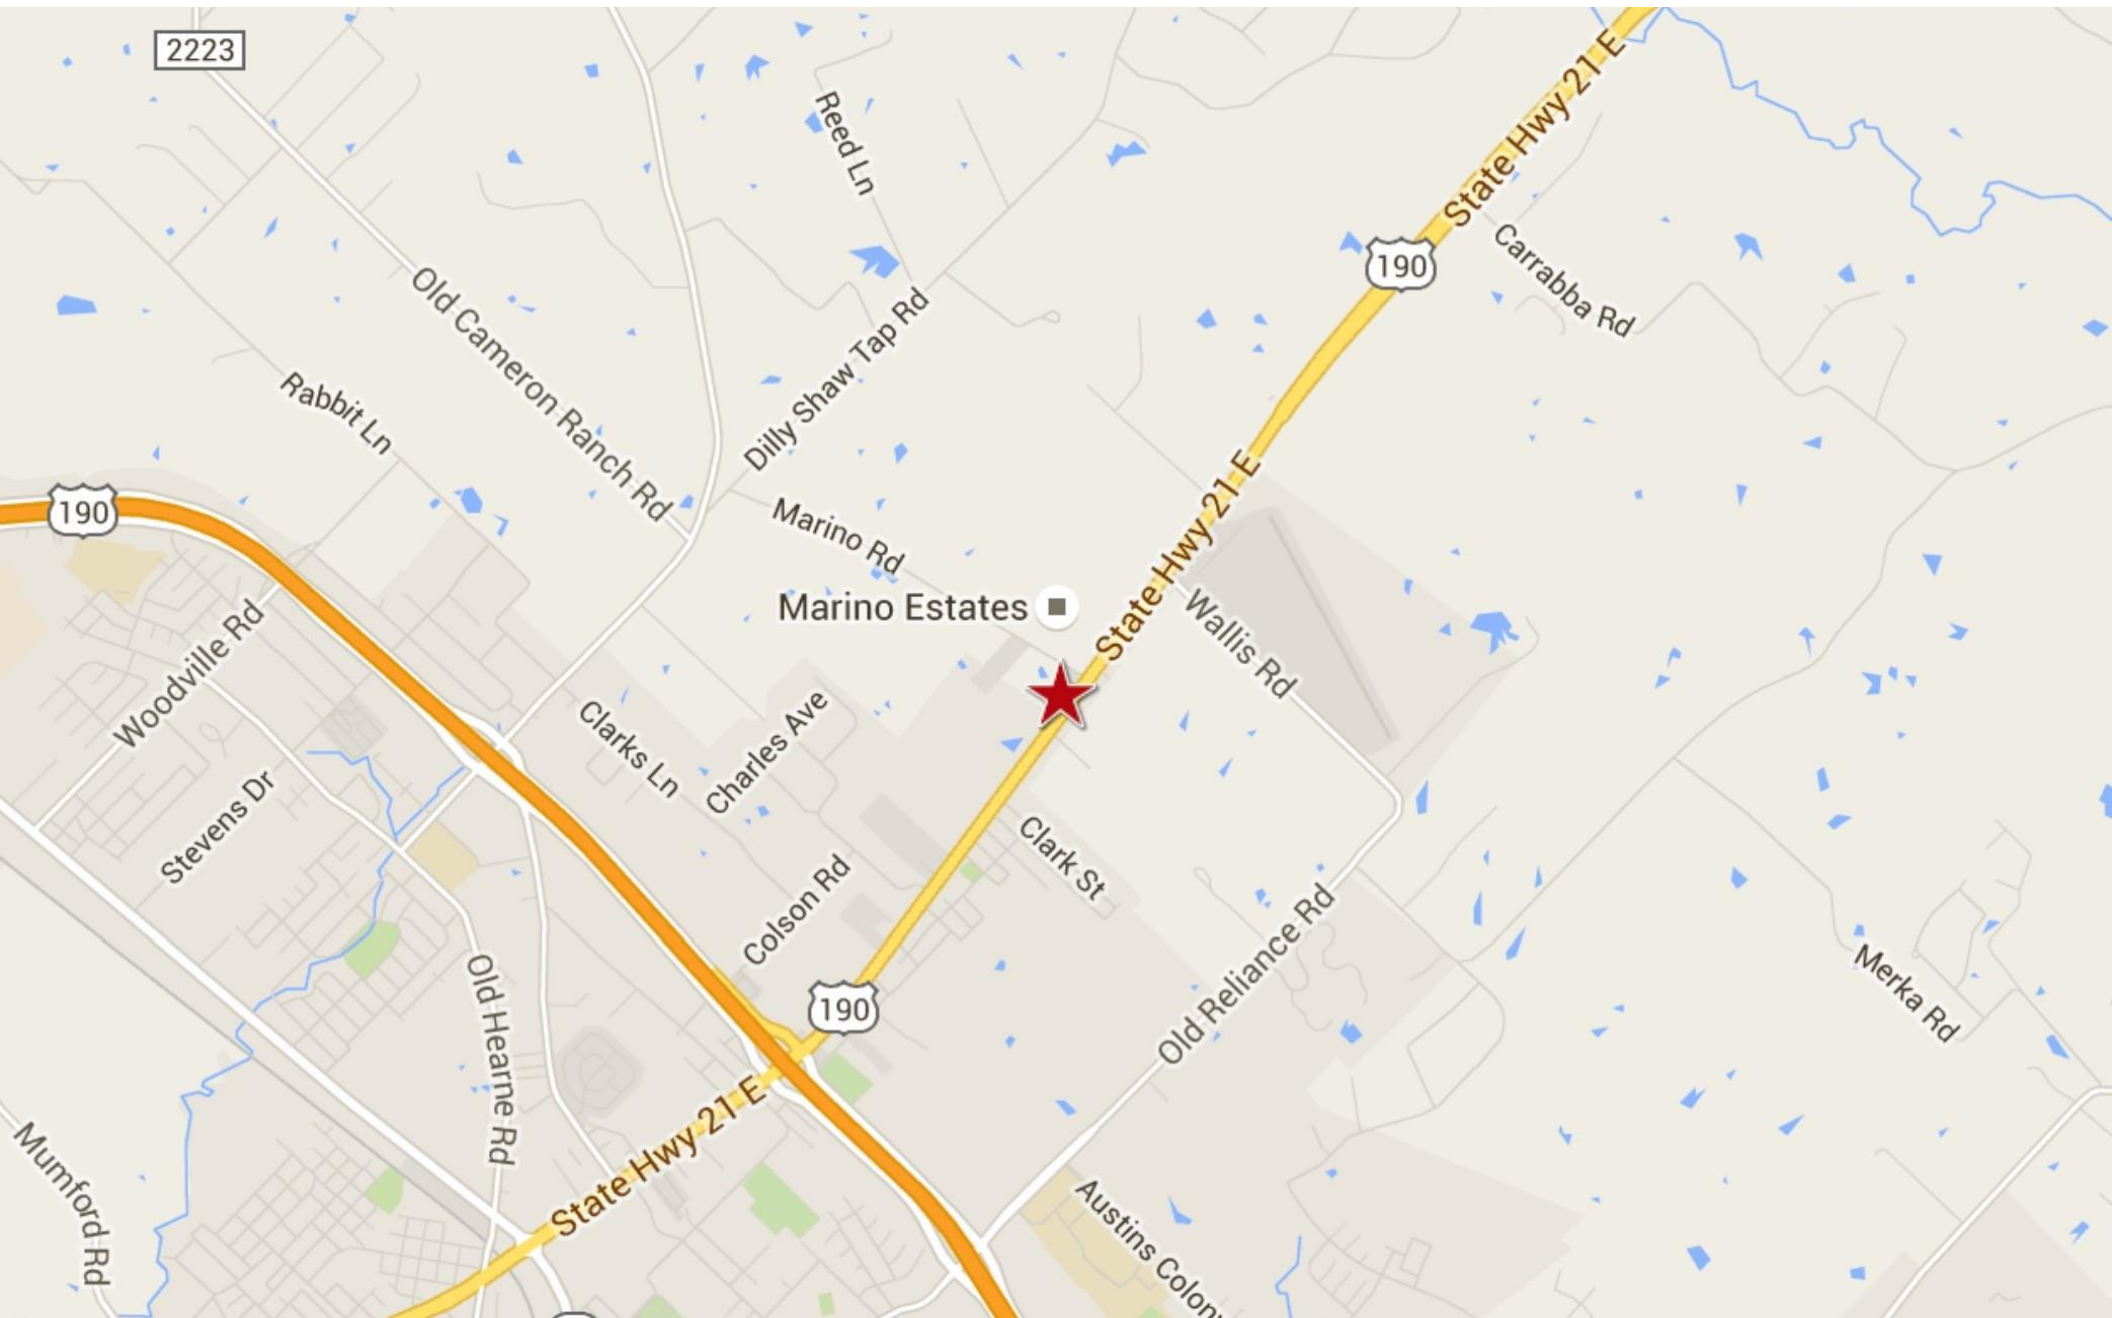 2223
State Hwy 21 E
Reed Ln
190
Carrabba Rd
Old Cameron Ranch Rd
Dilly Shaw Tap Rd
Rabbit Ln
190
Marino Rd
State Hwy 21 E
Marino Estates
Wallis Rd
Woodville Rd
Clarks Ln
Charles Ave
Stevens Dr
Clark St
Colson Rd
Old Reliance Rd
Merka Rd
Old Hearne Rd
190
State Hwy 21 E
Mumford Rd
Austins Colony